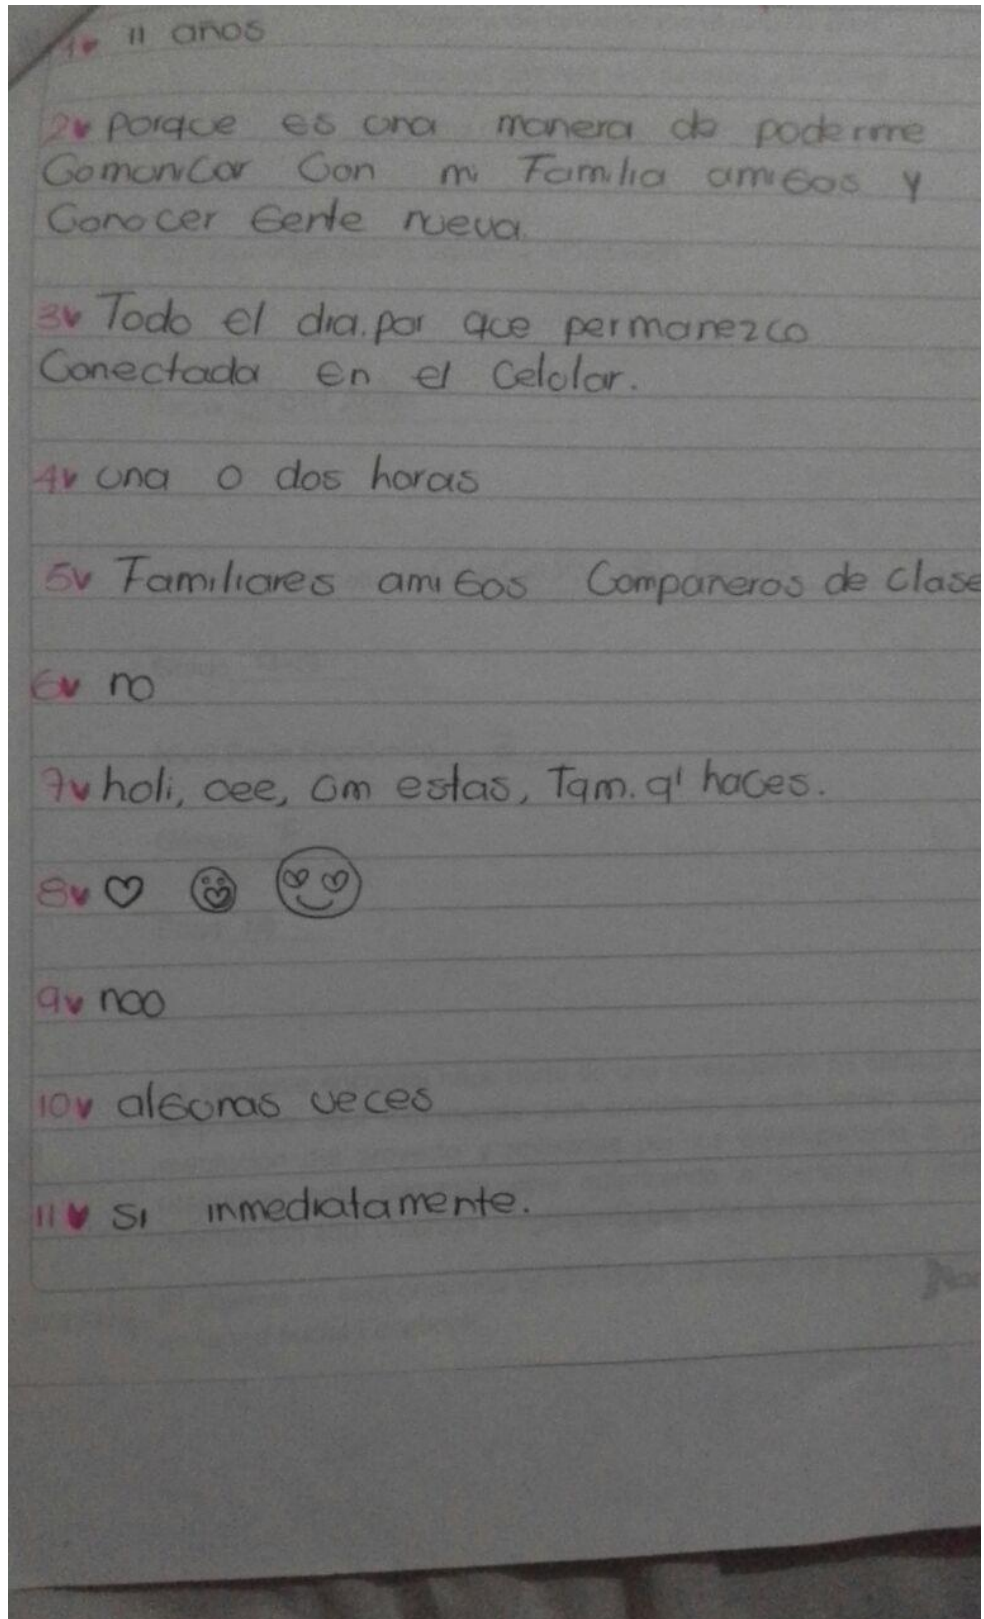 1♥ 11 años
2♥ porque es una manera de poderme
Comunicar Con mi Familia amigos y
Conocer Gente nueva.
3♥ Todo el dia. por que permanezco
Conectada en el Celular.
4♥ una o dos horas
5♥ Familiares amigos Compañeros de clase
6♥ no
7♥ holi, cee, cm estas, Tqm. q' haces.
8♥ ♡
9♥ noo
10♥ algunas veces
11♥ si inmediatamente.